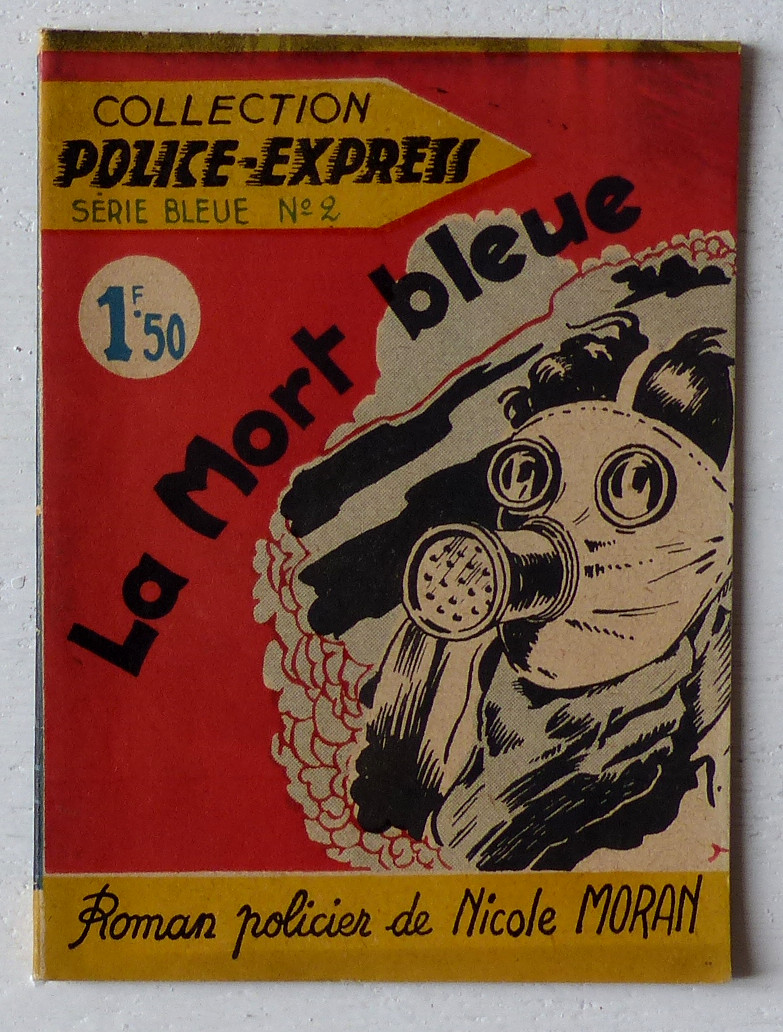 COLLECTION
POLICE-EXPRESS
SÉRIE BLEUE Nº 2
1F.50
La Mort bleue
Roman policier de Nicole MORAN